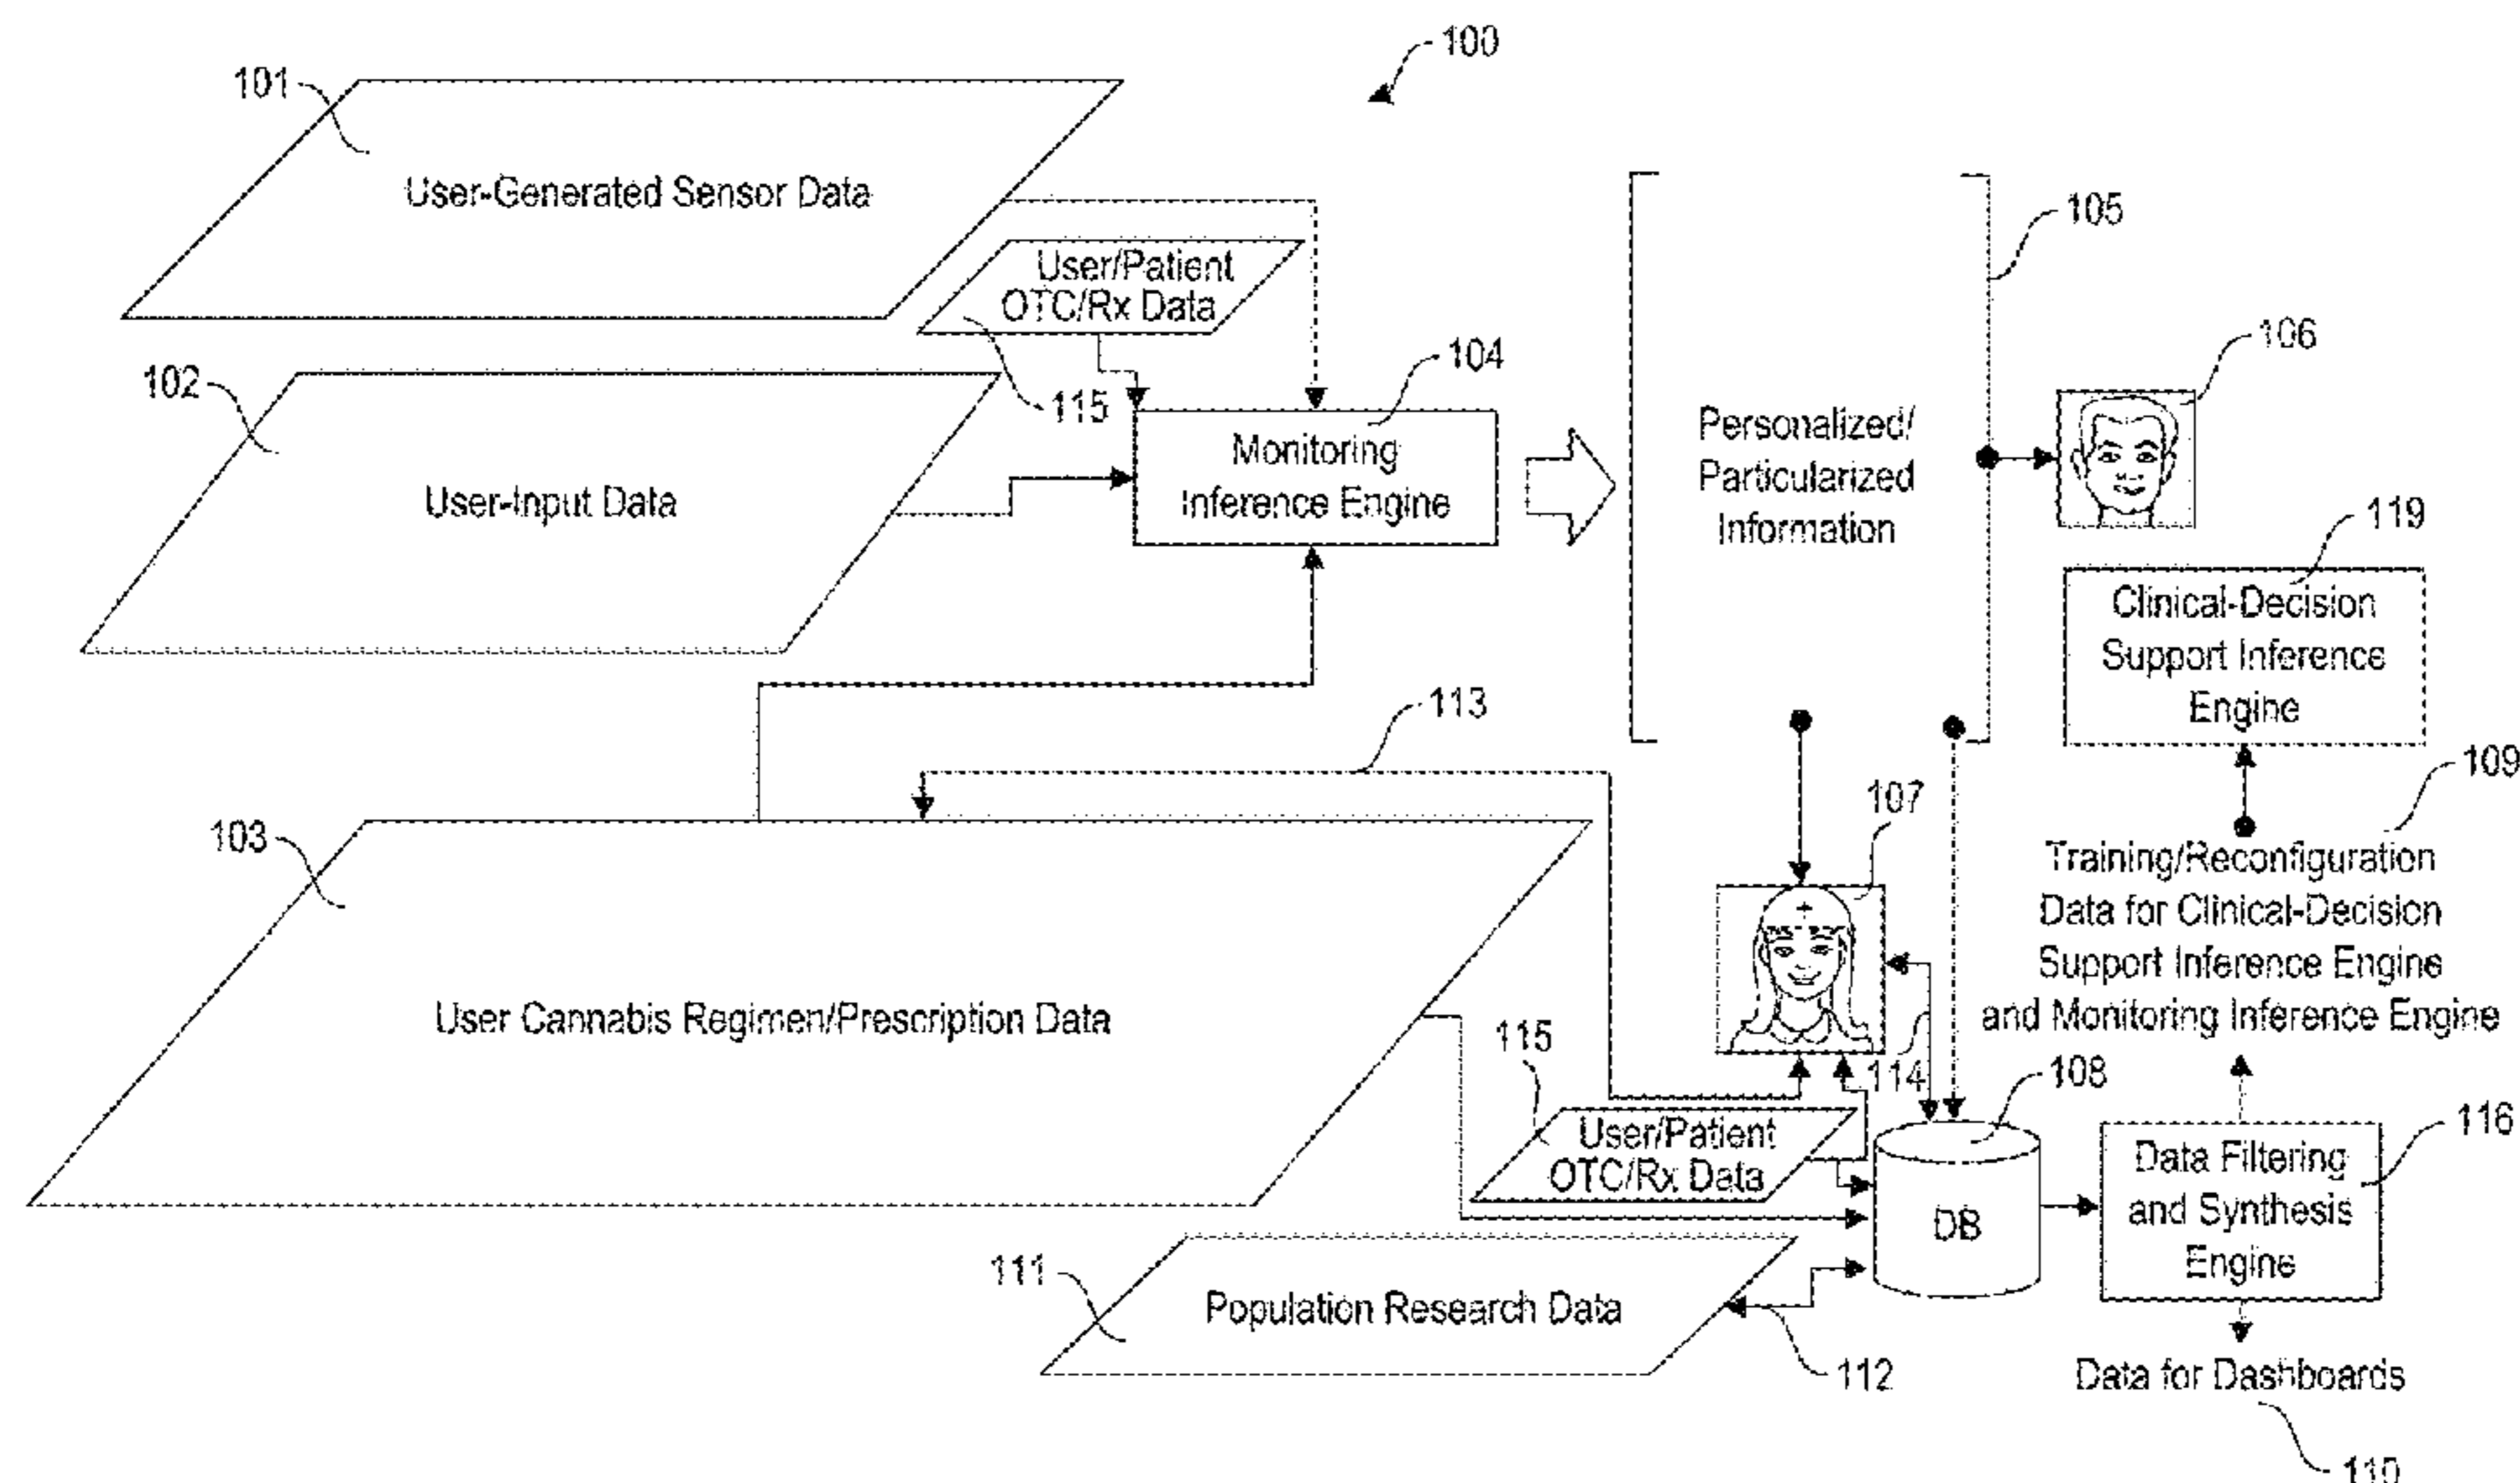 100
101
User-Generated Sensor Data
105
User/Patient
OTC/Rx Data
106
104
102
115
Personalized/
Particularized
Information
Monitoring
Inference Engine
User-Input Data
119
Clinical-Decision
Support Inference
Engine
113
109
107
103
Training/Reconfiguration
Data for Clinical-Decision
Support Inference Engine
and Monitoring Inference Engine
User Cannabis Regimen/Prescription Data
115
114
108
116
User/Patient
OTC/Rx Data
Data Filtering
and Synthesis
Engine
DB
111
Population Research Data
112
Data for Dashboards
110